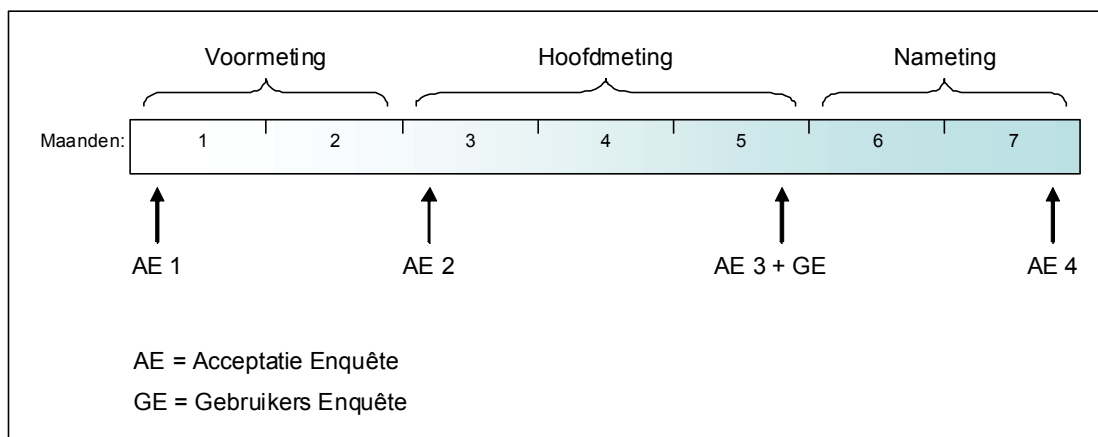 Voormeting Hoofdmeting Nameting
Maanden: 1 2 3 4 5 6 7
AE 1 AE 2 AE 3 + GE AE 4
AE = Acceptatie Enquête
GE = Gebruikers Enquête